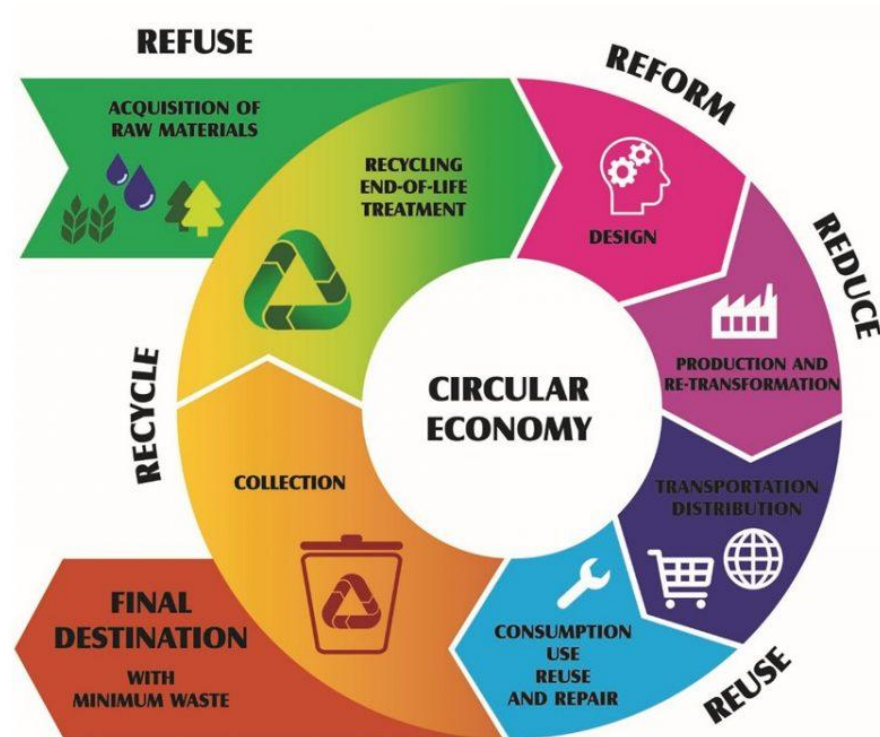 REFUSE
ACQUISITION OF
RAW MATERIALS
RECYCLING
END-OF-LIFE
TREATMENT
REFORM
DESIGN
REDUCE
PRODUCTION AND
RE-TRANSFORMATION
CIRCULAR
ECONOMY
TRANSPORTATION
DISTRIBUTION
REUSE
CONSUMPTION
USE
REUSE
AND REPAIR
RECYCLE
COLLECTION
FINAL
DESTINATION
WITH
MINIMUM WASTE